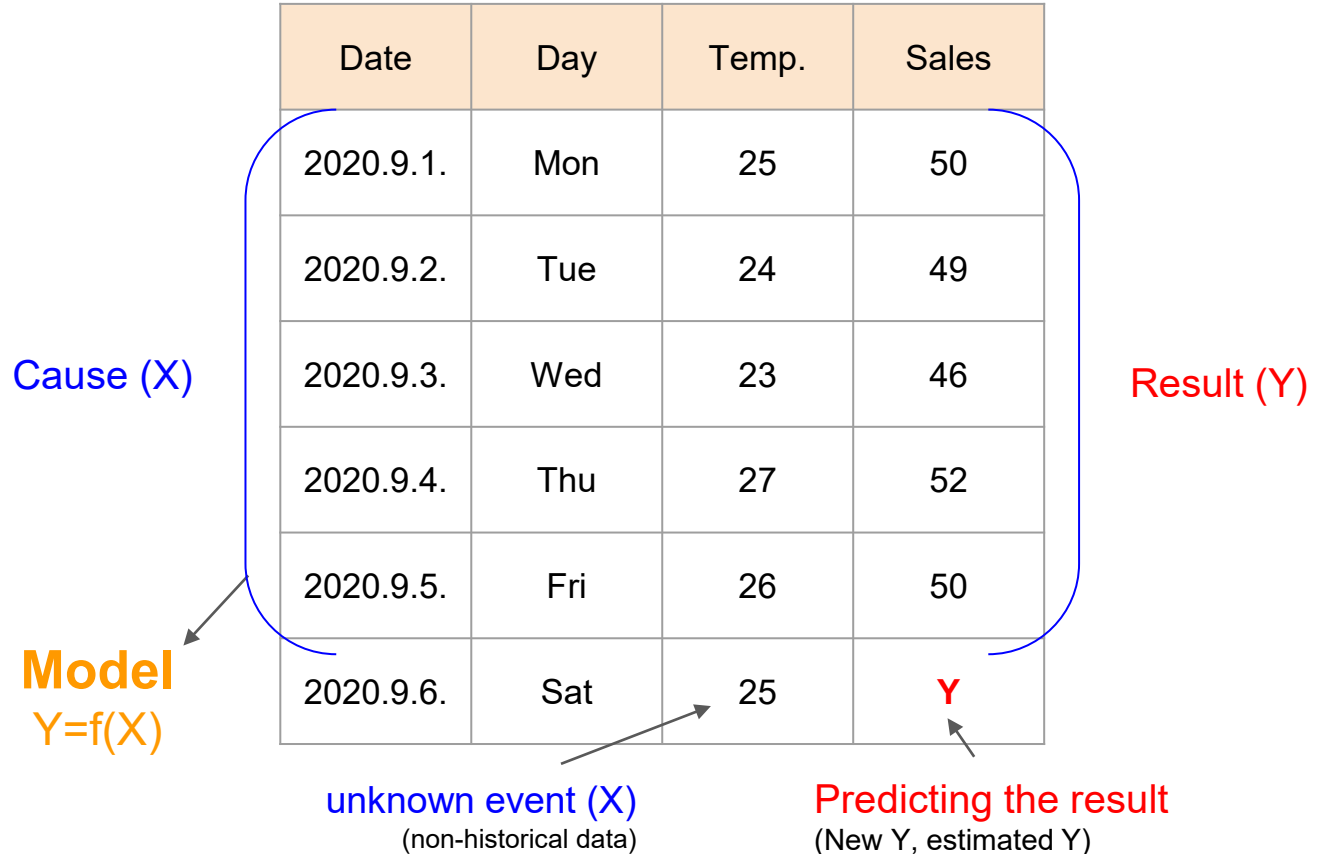 Date Day Temp. Sales
2020.9.1. Mon 25 50
2020.9.2. Tue 24 49
Cause (X) 2020.9.3. Wed 23 46 Result (Y)
2020.9.4. Thu 27 52
2020.9.5. Fri 26 50
Model
2020.9.6. Sat 25 Y
Y=f(X)
unknown event (X) Predicting the result
(non-historical data) (New Y, estimated Y)